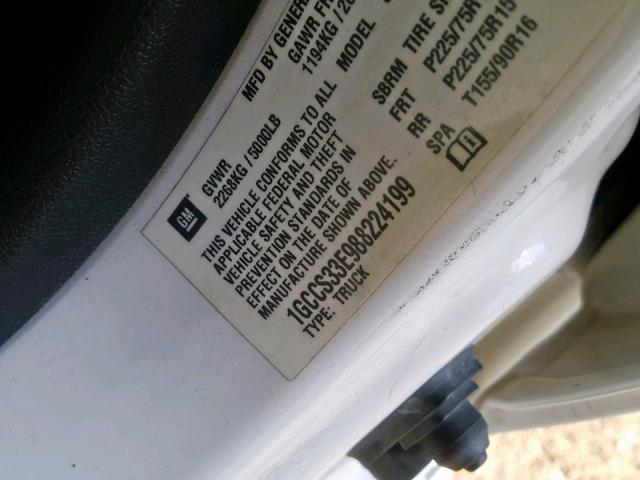 MFD BY GENER
GM
GVWR
2268KG / 5000LB
GAWR FR
1194KG / 26
THIS VEHICLE CONFORMS TO ALL
APPLICABLE FEDERAL MOTOR
VEHICLE SAFETY AND THEFT
PREVENTION STANDARDS IN
EFFECT ON THE DATE OF
MANUFACTURE SHOWN ABOVE.
1GCCS33E988224199
TYPE: TRUCK
MODEL
SBRM TIRE
FRT P225/75R1
RR P225/75R15
SPA T155/90R16